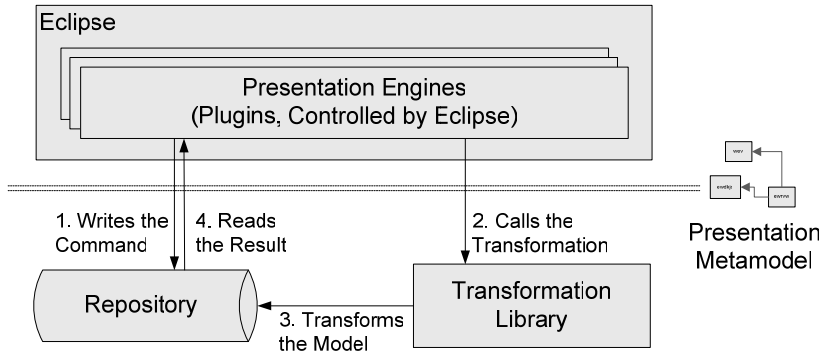 Eclipse
Presentation Engines
(Plugins, Controlled by Eclipse)
1. Writes the
Command
4. Reads
the Result
2. Calls the
Transformation
Presentation
Metamodel
Repository
3. Transforms
the Model
Transformation
Library